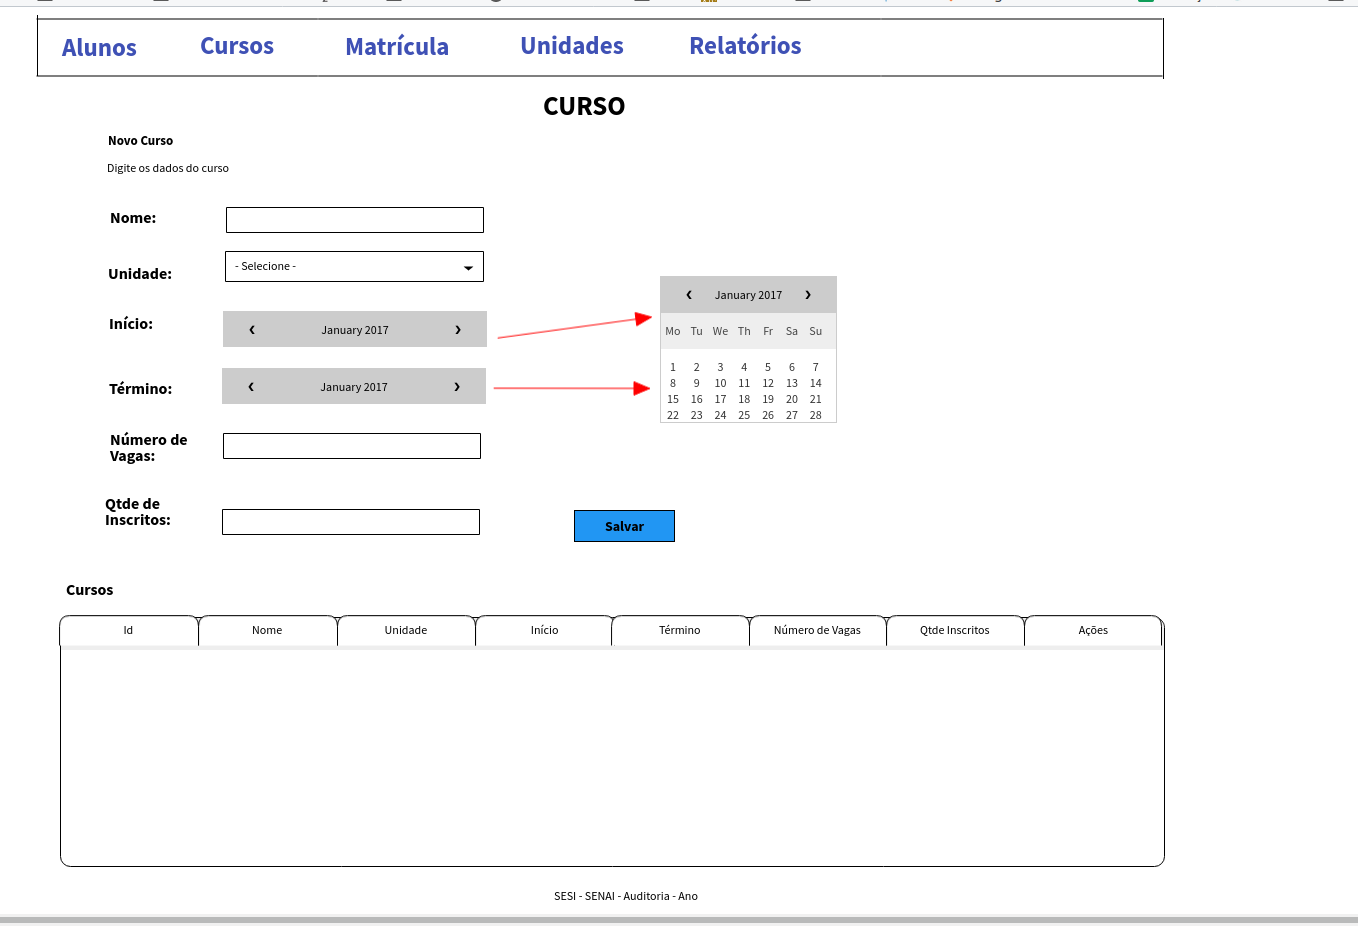 Alunos Cursos Matrícula Unidades Relatórios
CURSO
Novo Curso
Digite os dados do curso
Nome:
Unidade: - Selecione -
Início: ‹ January 2017 ›
Término: ‹ January 2017 ›
‹ January 2017 ›
Mo Tu We Th Fr Sa Su
1 2 3 4 5 6 7
8 9 10 11 12 13 14
15 16 17 18 19 20 21
22 23 24 25 26 27 28
Número de
Vagas:
Qtde de
Inscritos:
Salvar
Cursos
Id Nome Unidade Início Término Número de Vagas Qtde Inscritos Ações
SESI - SENAI - Auditoria - Ano